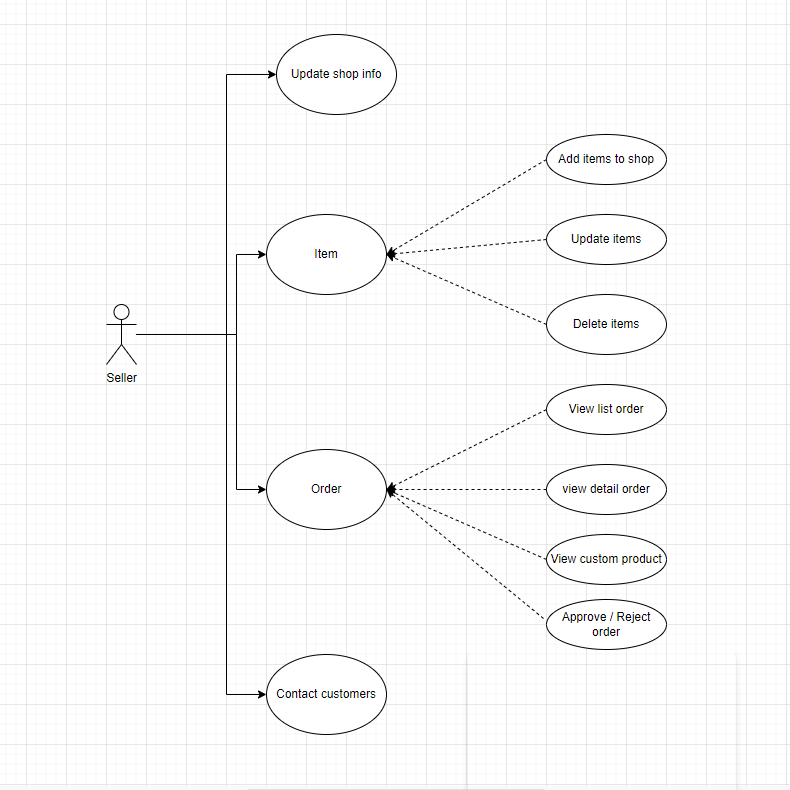 Update shop info
Add items to shop
Update items
Item
Delete items
Seller
View list order
Order
view detail order
View custom product
Approve / Reject
order
Contact customers